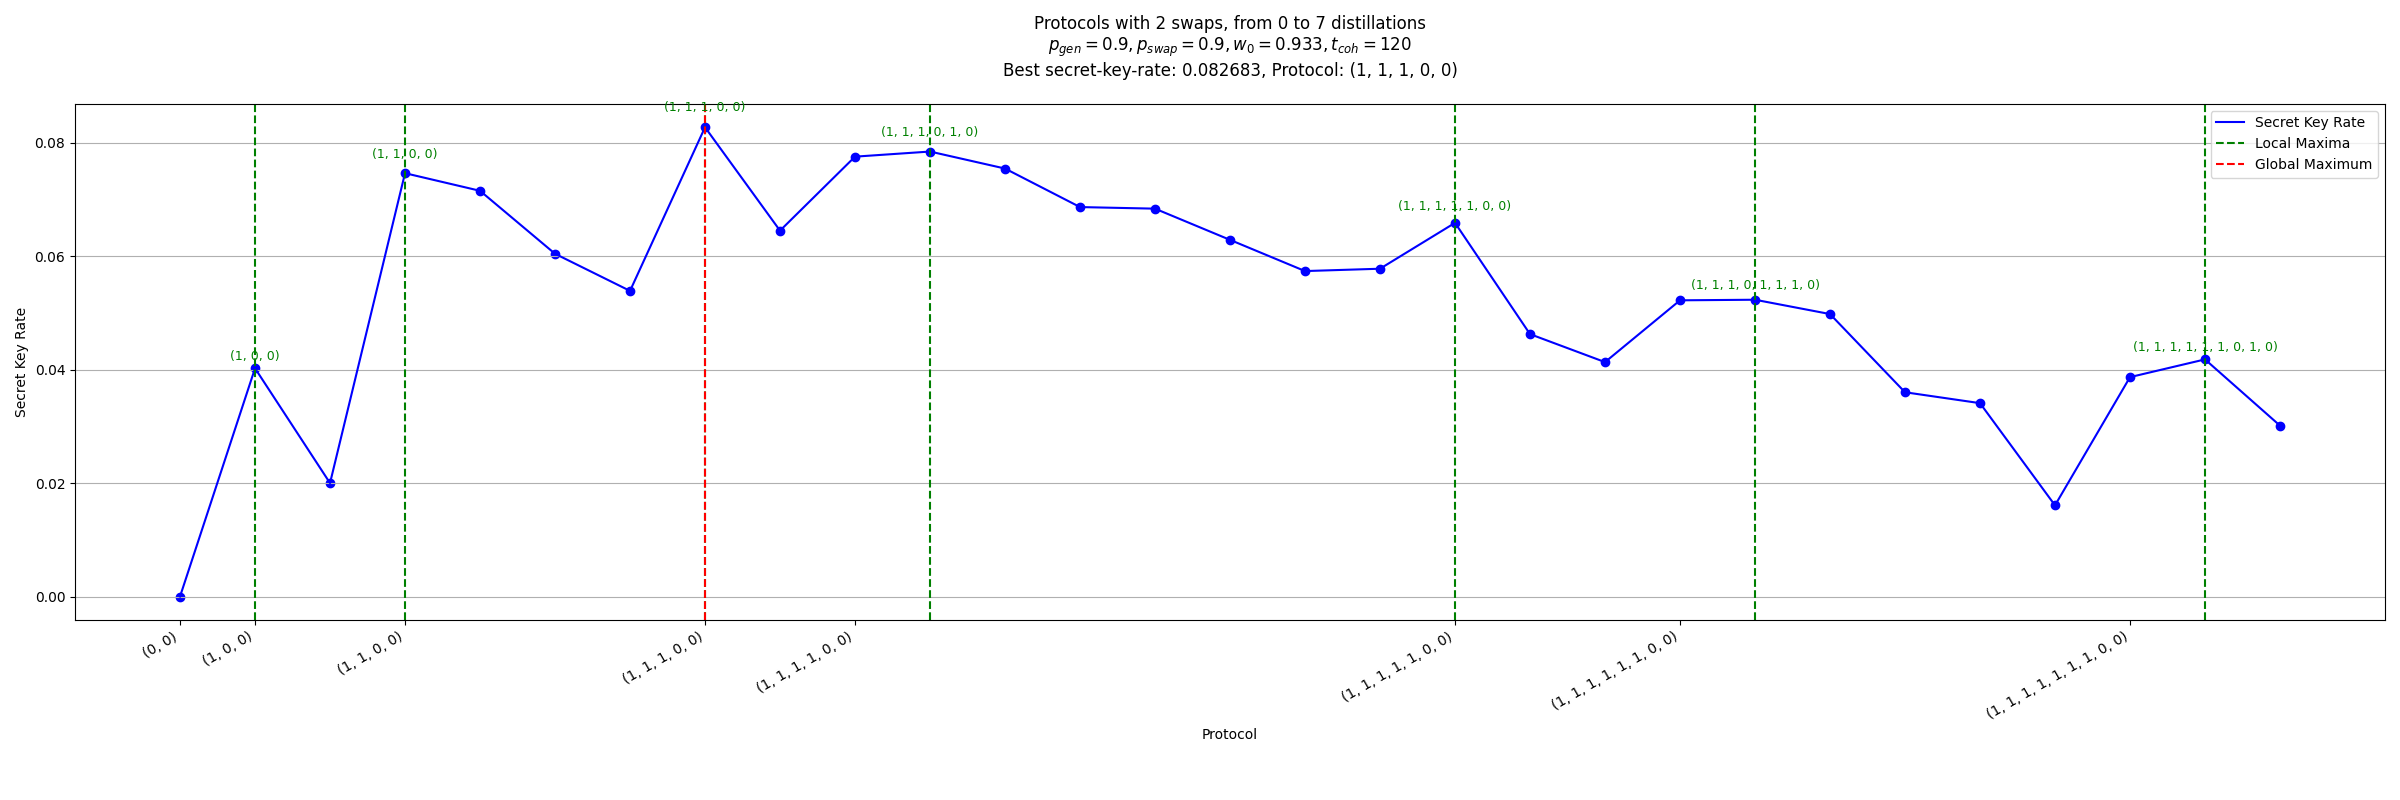 Protocols with 2 swaps, from 0 to 7 distillations
p_gen = 0.9, p_swap = 0.9, w_0 = 0.933, t_coh = 120
Best secret-key-rate: 0.082683, Protocol: (1, 1, 1, 0, 0)
(1, 1, 1, 0, 0)
Secret Key Rate
Local Maxima
Global Maximum
(1, 1, 1, 0, 1, 0)
(1, 1, 0, 0)
(1, 1, 1, 1, 1, 0, 0)
(1, 1, 1, 0, 1, 1, 1, 0)
(1, 1, 1, 1, 1, 1, 0, 1, 0)
(1, 0, 0)
0.08
0.06
0.04
0.02
0.00
Secret Key Rate
(0, 0)
(1, 0, 0)
(1, 1, 0, 0)
(1, 1, 1, 0, 0)
(1, 1, 1, 1, 0, 0)
(1, 1, 1, 1, 1, 0, 0)
(1, 1, 1, 1, 1, 1, 0, 0)
(1, 1, 1, 1, 1, 1, 1, 0, 0)
Protocol